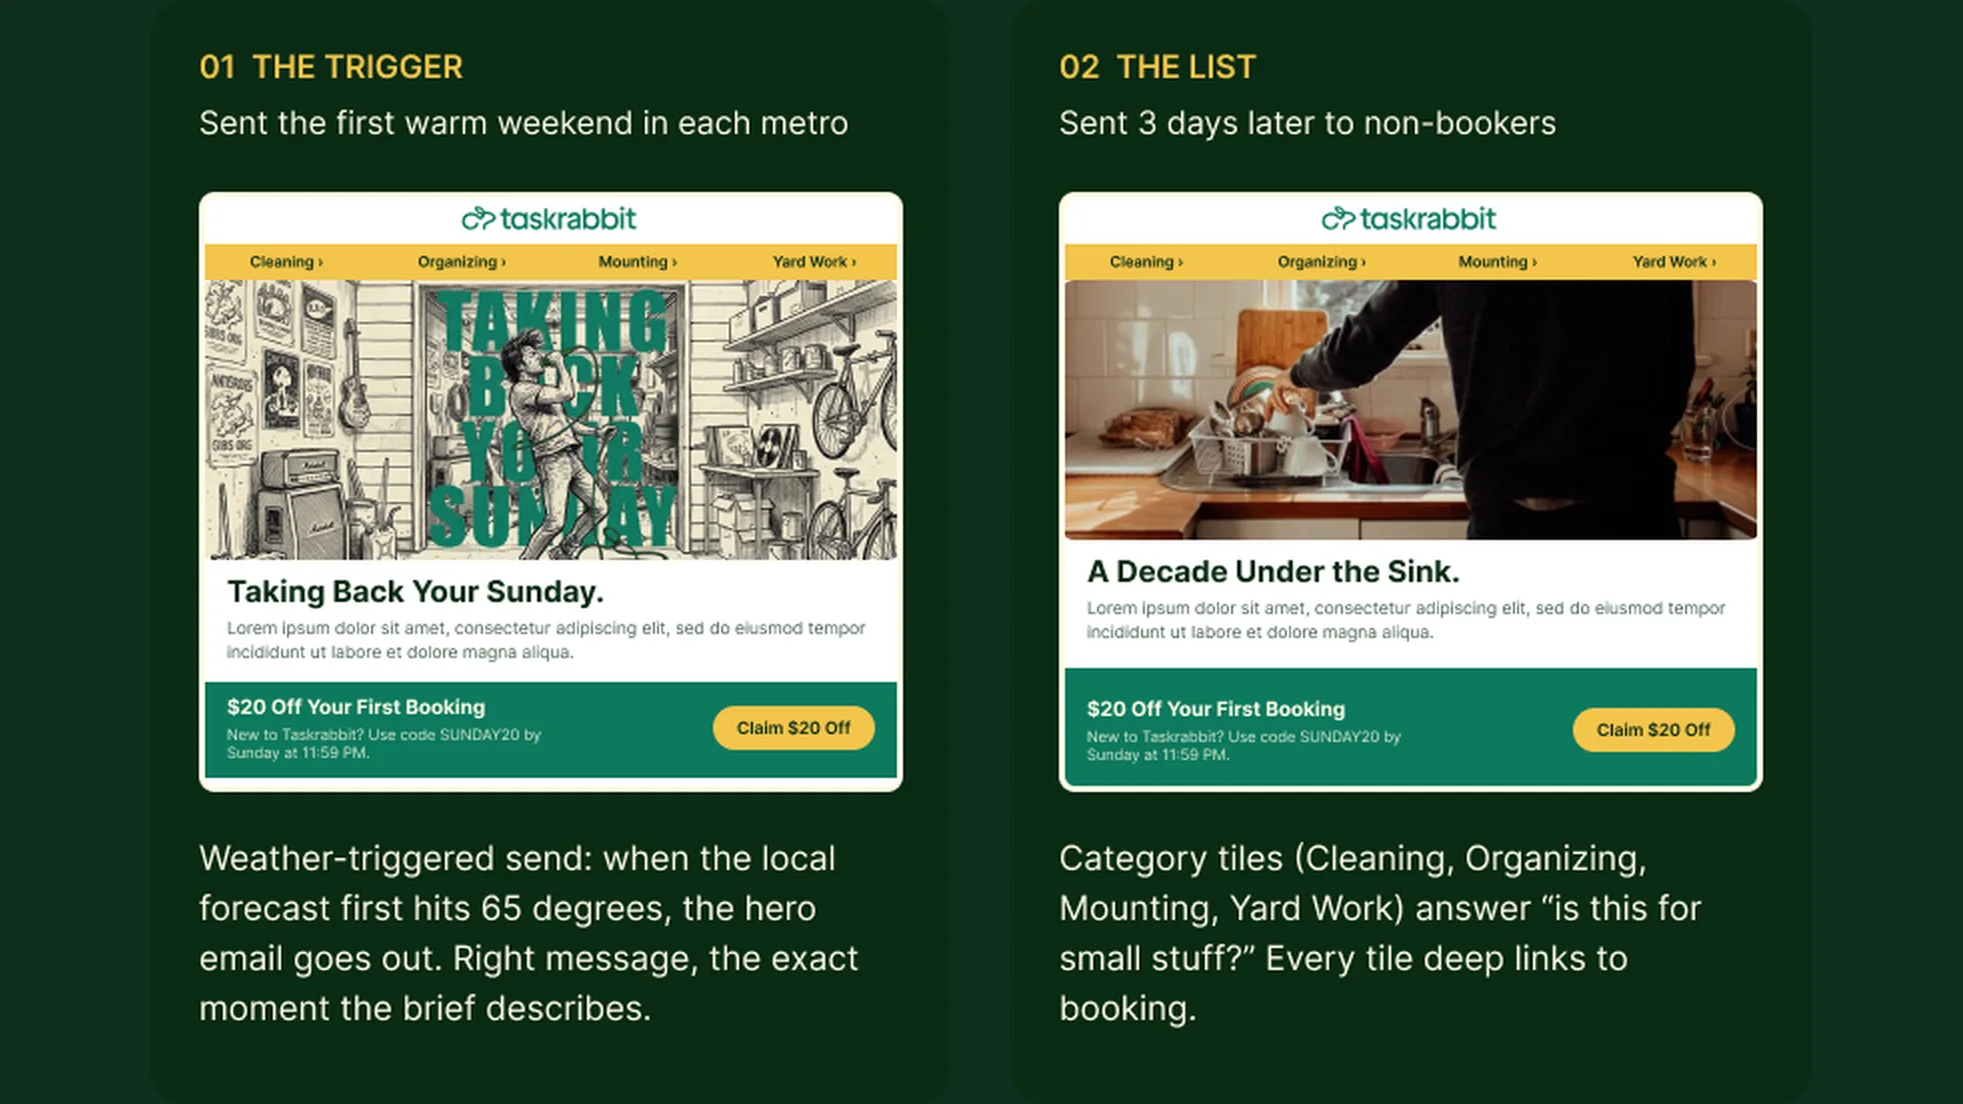 01 THE TRIGGER
Sent the first warm weekend in each metro
taskrabbit
Cleaning ›
Organizing ›
Mounting ›
Yard Work ›
TAKING
BACK
YOUR
SUNDAY
SIBS ORG
Marshall
Marshall
Taking Back Your Sunday.
Lorem ipsum dolor sit amet, consectetur adipiscing elit, sed do eiusmod tempor
incididunt ut labore et dolore magna aliqua.
$20 Off Your First Booking
New to Taskrabbit? Use code SUNDAY20 by
Sunday at 11:59 PM.
Claim $20 Off
Weather-triggered send: when the local
forecast first hits 65 degrees, the hero
email goes out. Right message, the exact
moment the brief describes.
02 THE LIST
Sent 3 days later to non-bookers
taskrabbit
Cleaning ›
Organizing ›
Mounting ›
Yard Work ›
A Decade Under the Sink.
Lorem ipsum dolor sit amet, consectetur adipiscing elit, sed do eiusmod tempor
incididunt ut labore et dolore magna aliqua.
$20 Off Your First Booking
New to Taskrabbit? Use code SUNDAY20 by
Sunday at 11:59 PM.
Claim $20 Off
Category tiles (Cleaning, Organizing,
Mounting, Yard Work) answer “is this for
small stuff?” Every tile deep links to
booking.